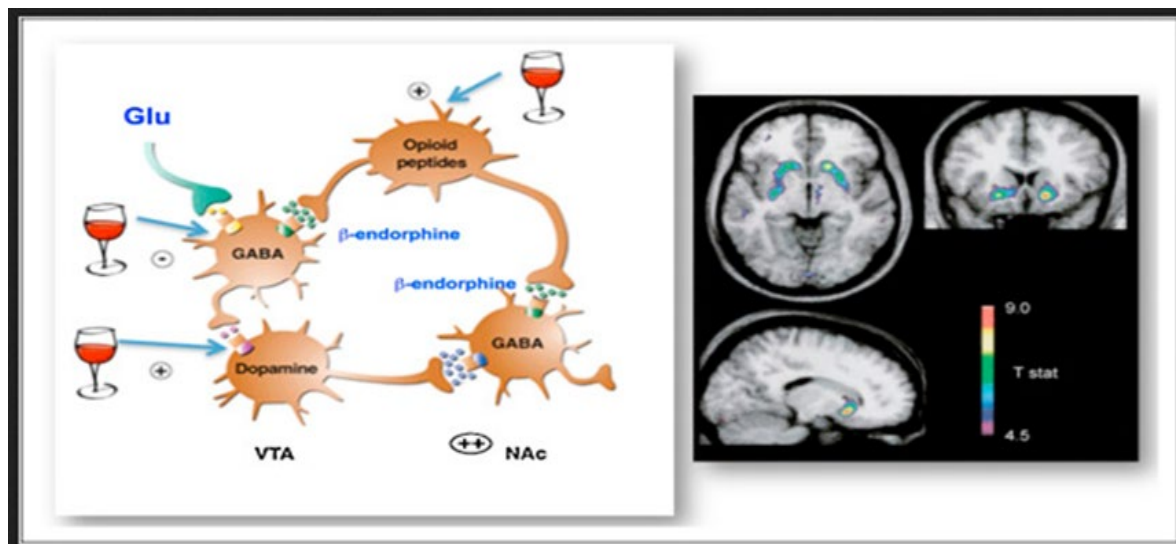 Glu
+
Opioid
peptides
-
GABA
β-endorphine
β-endorphine
GABA
+
Dopamine
VTA
++
NAc
9.0
T stat
4.5